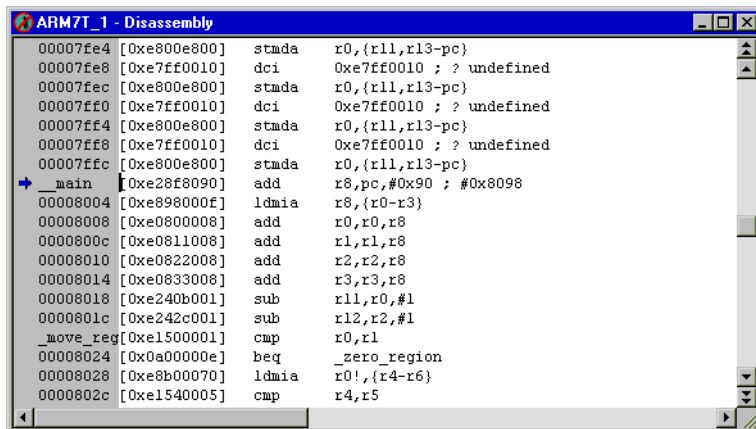 ARM7T_1 - Disassembly
00007fe4 [0xe800e800] stmda r0,{r11,r13-pc}
00007fe8 [0xe7ff0010] dci 0xe7ff0010 ; ? undefined
00007fec [0xe800e800] stmda r0,{r11,r13-pc}
00007ff0 [0xe7ff0010] dci 0xe7ff0010 ; ? undefined
00007ff4 [0xe800e800] stmda r0,{r11,r13-pc}
00007ff8 [0xe7ff0010] dci 0xe7ff0010 ; ? undefined
00007ffc [0xe800e800] stmda r0,{r11,r13-pc}
__main [0xe28f8090] add r8,pc,#0x90 ; #0x8098
00008004 [0xe898000f] ldmia r8,{r0-r3}
00008008 [0xe0800008] add r0,r0,r8
0000800c [0xe0811008] add r1,r1,r8
00008010 [0xe0822008] add r2,r2,r8
00008014 [0xe0833008] add r3,r3,r8
00008018 [0xe240b001] sub r11,r0,#1
0000801c [0xe242c001] sub r12,r2,#1
_move_reg[0xe1500001] cmp r0,r1
00008024 [0x0a00000e] beq _zero_region
00008028 [0xe8b00070] ldmia r0!,{r4-r6}
0000802c [0xe1540005] cmp r4,r5